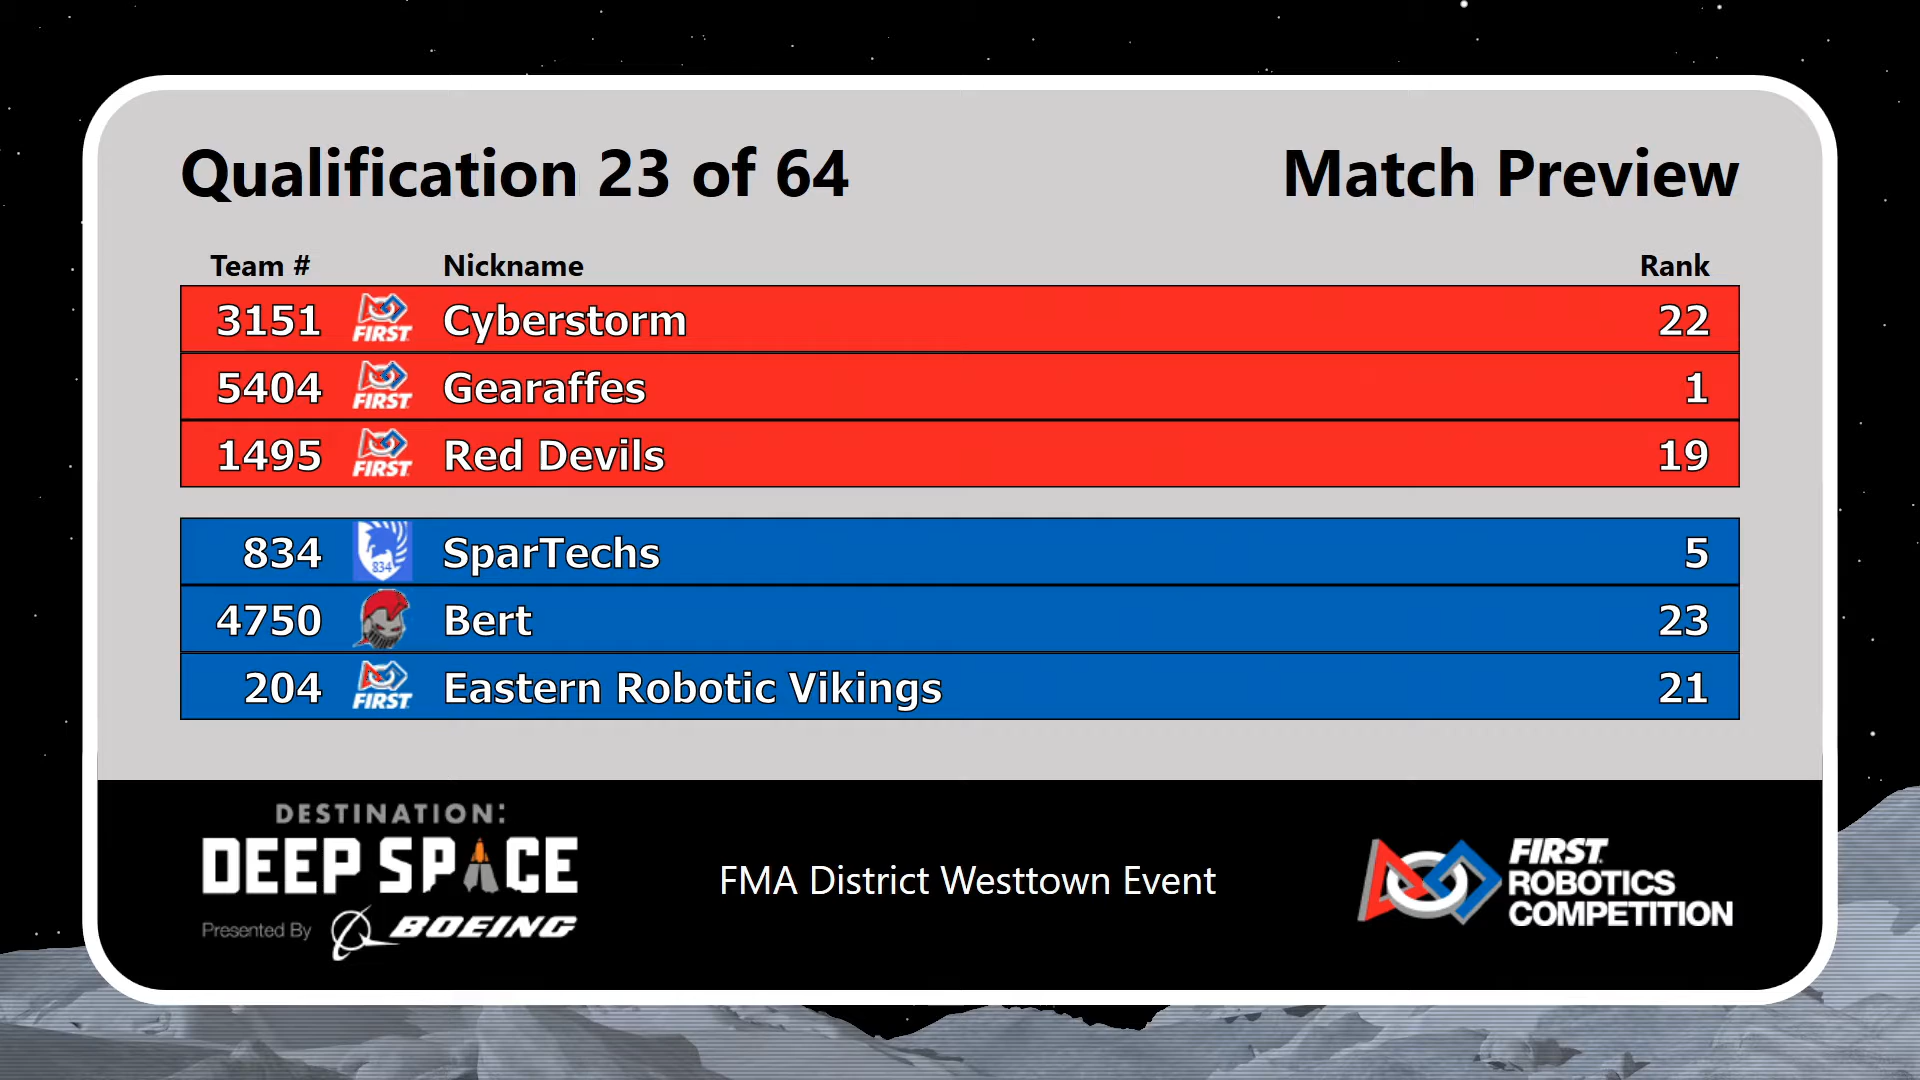 Qualification 23 of 64 Match Preview
Team # Nickname Rank
3151 FIRST Cyberstorm 22
5404 FIRST Gearaffes 1
1495 FIRST Red Devils 19
834 834 SparTechs 5
4750 Bert 23
204 FIRST Eastern Robotic Vikings 21
DESTINATION:
DEEP SPACE
Presented By BOEING
FMA District Westtown Event
FIRST
ROBOTICS
COMPETITION